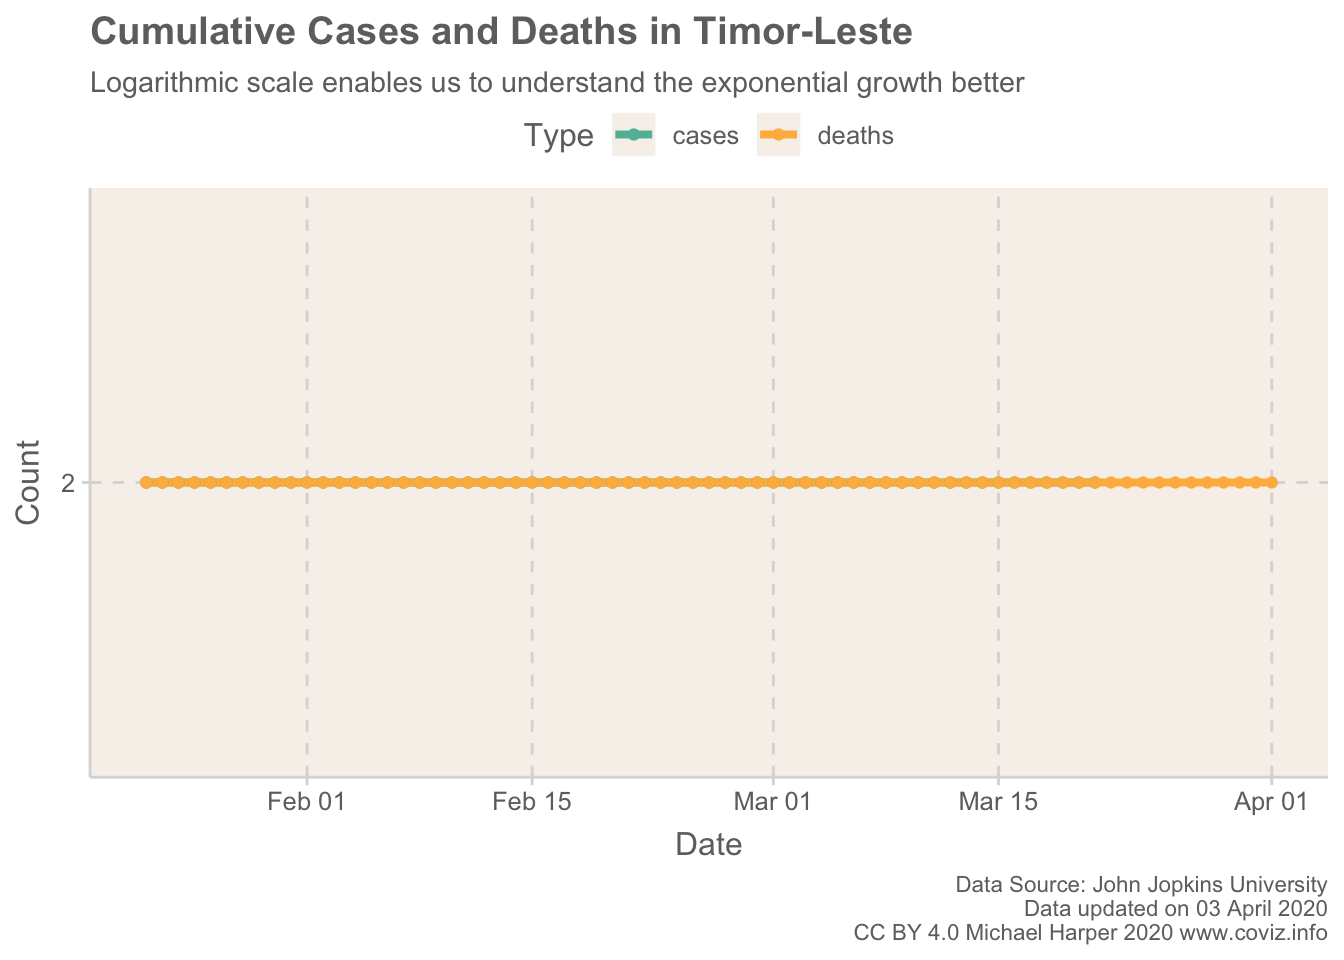 Cumulative Cases and Deaths in Timor-Leste
Logarithmic scale enables us to understand the exponential growth better
Type cases deaths
Count
2
Feb 01 Feb 15 Mar 01 Mar 15 Apr 01
Date
Data Source: John Jopkins University
Data updated on 03 April 2020
CC BY 4.0 Michael Harper 2020 www.coviz.info